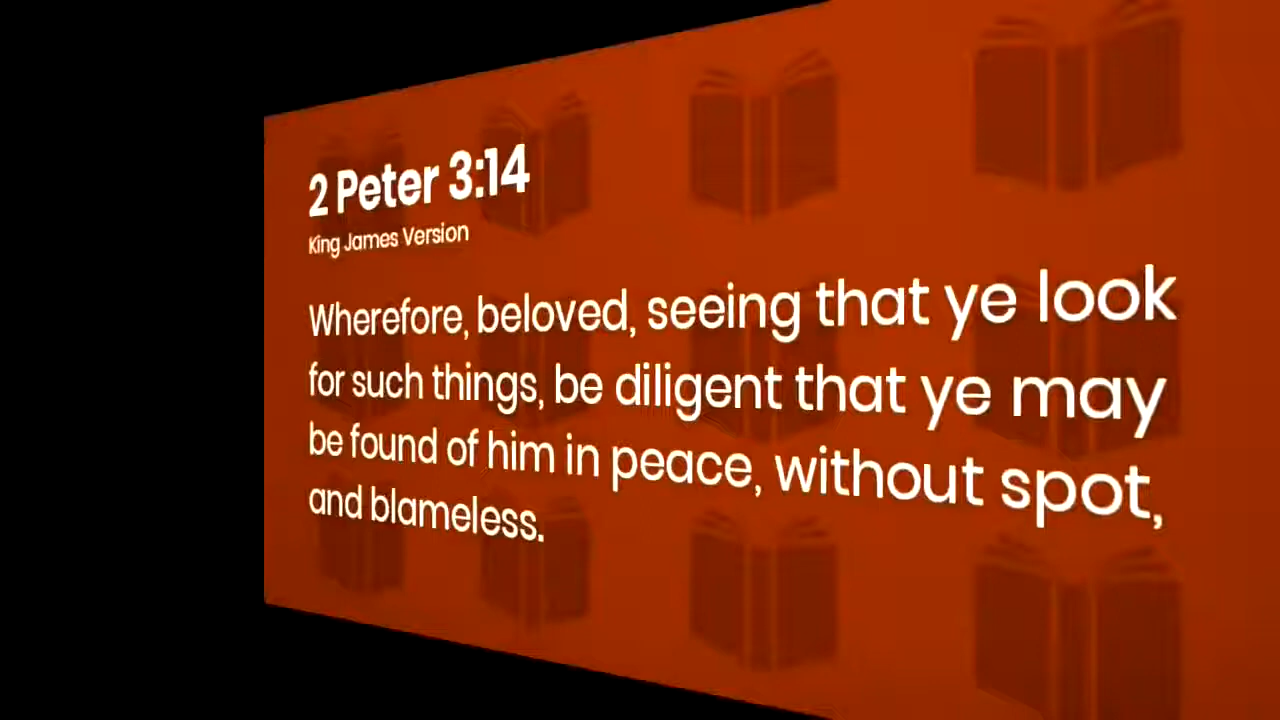 2 Peter 3:14
King James Version
Wherefore, beloved, seeing that ye look
for such things, be diligent that ye may
be found of him in peace, without spot,
and blameless.